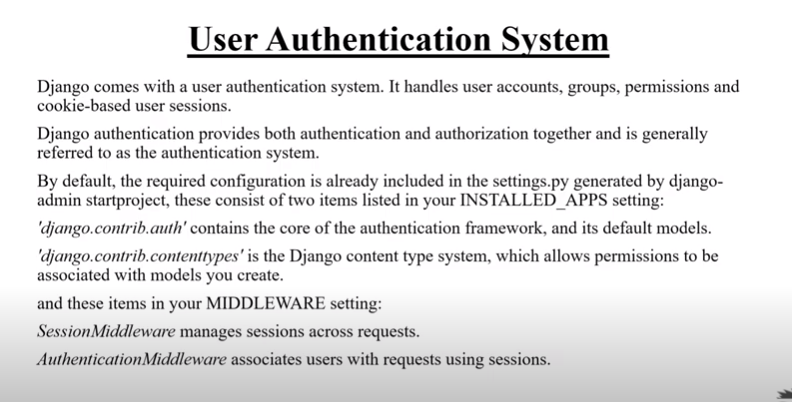 User Authentication System
Django comes with a user authentication system. It handles user accounts, groups, permissions and
cookie-based user sessions.
Django authentication provides both authentication and authorization together and is generally
referred to as the authentication system.
By default, the required configuration is already included in the settings.py generated by django-
admin startproject, these consist of two items listed in your INSTALLED_APPS setting:
'django.contrib.auth' contains the core of the authentication framework, and its default models.
'django.contrib.contenttypes' is the Django content type system, which allows permissions to be
associated with models you create.
and these items in your MIDDLEWARE setting:
SessionMiddleware manages sessions across requests.
AuthenticationMiddleware associates users with requests using sessions.